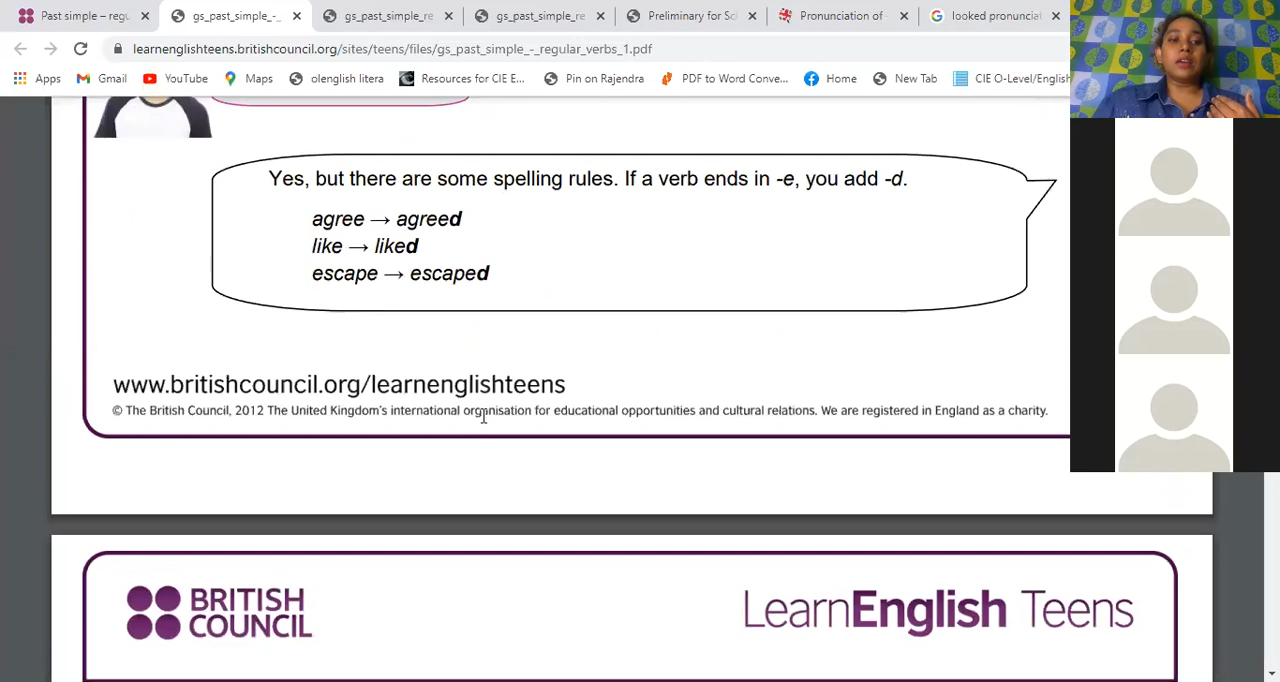 Past simple – regu
gs_past_simple_-_
gs_past_simple_re
gs_past_simple_re
Preliminary for Sc
Pronunciation of
looked pronunciat
learnenglishteens.britishcouncil.org/sites/teens/files/gs_past_simple_-_regular_verbs_1.pdf
Apps
Gmail
YouTube
Maps
olenglish litera
Resources for CIE E...
Pin on Rajendra
PDF to Word Conve...
Home
New Tab
CIE O-Level/English
Yes, but there are some spelling rules. If a verb ends in -e, you add -d.
agree → agreed
like → liked
escape → escaped
www.britishcouncil.org/learnenglishteens
© The British Council, 2012 The United Kingdom's international organisation for educational opportunities and cultural relations. We are registered in England as a charity.
BRITISH
COUNCIL
LearnEnglish Teens